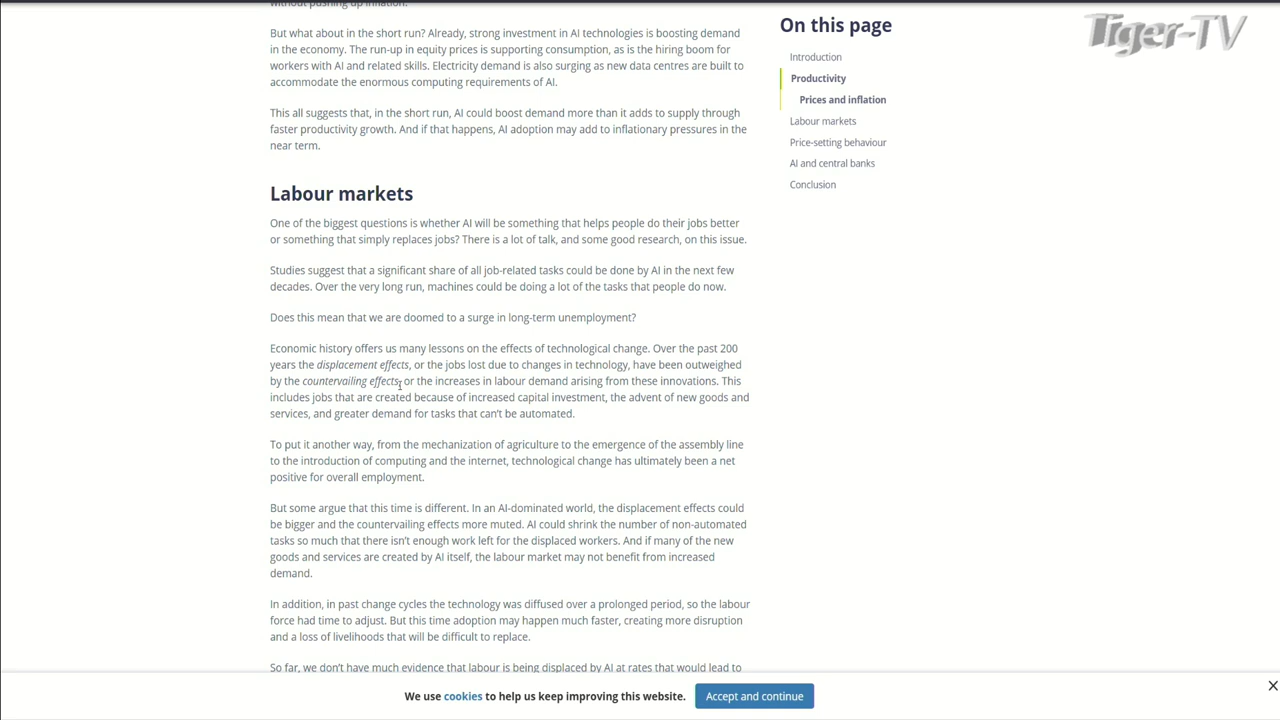 without pushing up inflation.
But what about in the short run? Already, strong investment in AI technologies is boosting demand
in the economy. The run-up in equity prices is supporting consumption, as is the hiring boom for
workers with AI and related skills. Electricity demand is also surging as new data centres are built to
accommodate the enormous computing requirements of AI.
This all suggests that, in the short run, AI could boost demand more than it adds to supply through
faster productivity growth. And if that happens, AI adoption may add to inflationary pressures in the
near term.
Labour markets
One of the biggest questions is whether AI will be something that helps people do their jobs better
or something that simply replaces jobs? There is a lot of talk, and some good research, on this issue.
Studies suggest that a significant share of all job-related tasks could be done by AI in the next few
decades. Over the very long run, machines could be doing a lot of the tasks that people do now.
Does this mean that we are doomed to a surge in long-term unemployment?
Economic history offers us many lessons on the effects of technological change. Over the past 200
years the displacement effects, or the jobs lost due to changes in technology, have been outweighed
by the countervailing effects, or the increases in labour demand arising from these innovations. This
includes jobs that are created because of increased capital investment, the advent of new goods and
services, and greater demand for tasks that can't be automated.
To put it another way, from the mechanization of agriculture to the emergence of the assembly line
to the introduction of computing and the internet, technological change has ultimately been a net
positive for overall employment.
But some argue that this time is different. In an AI-dominated world, the displacement effects could
be bigger and the countervailing effects more muted. AI could shrink the number of non-automated
tasks so much that there isn't enough work left for the displaced workers. And if many of the new
goods and services are created by AI itself, the labour market may not benefit from increased
demand.
In addition, in past change cycles the technology was diffused over a prolonged period, so the labour
force had time to adjust. But this time adoption may happen much faster, creating more disruption
and a loss of livelihoods that will be difficult to replace.
So far, we don't have much evidence that labour is being displaced by AI at rates that would lead to
On this page
Introduction
Productivity
Prices and inflation
Labour markets
Price-setting behaviour
AI and central banks
Conclusion
Tiger-TV
We use cookies to help us keep improving this website.
Accept and continue
X